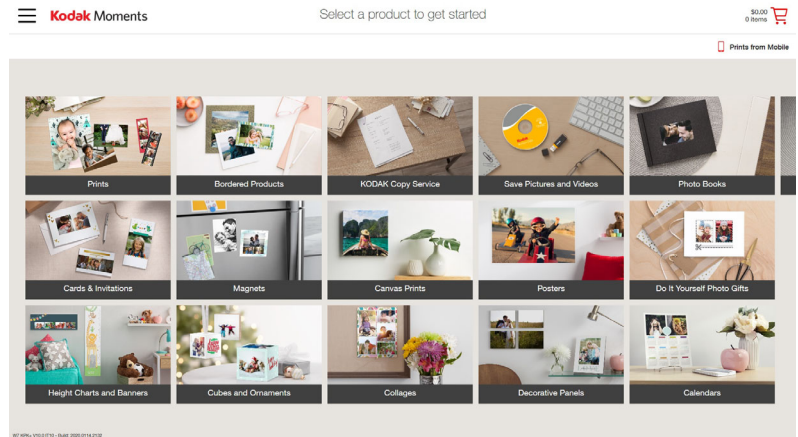 Kodak Moments
Select a product to get started
$0.00
0 items
Prints from Mobile
Prints
Bordered Products
KODAK Copy Service
Save Pictures and Videos
Photo Books
Cards & Invitations
Magnets
Canvas Prints
Posters
Do It Yourself Photo Gifts
Height Charts and Banners
Cubes and Ornaments
Collages
Decorative Panels
Calendars